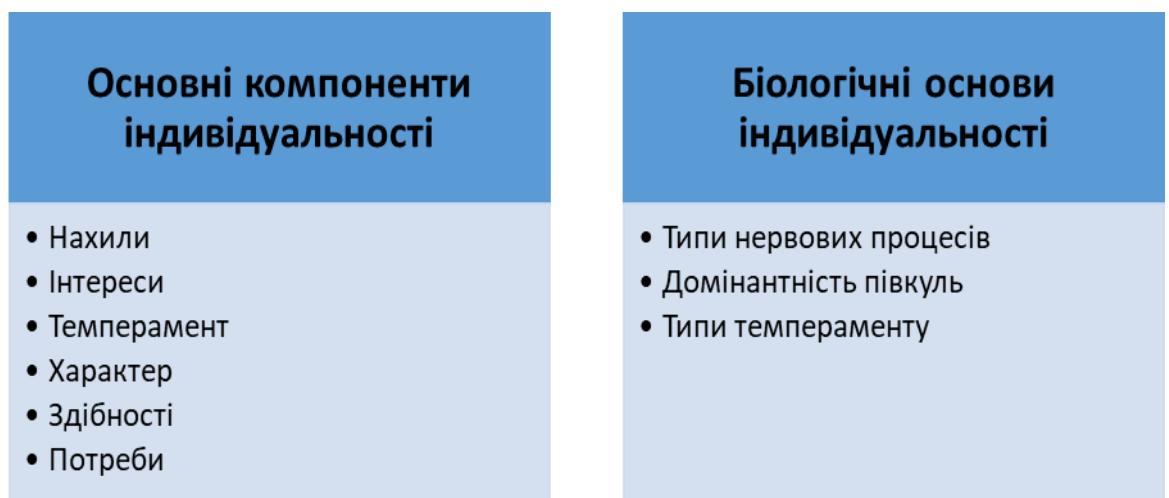 Основні компоненти
індивідуальності
• Нахили
• Інтереси
• Темперамент
• Характер
• Здібності
• Потреби
Біологічні основи
індивідуальності
• Типи нервових процесів
• Домінантність півкуль
• Типи темпераменту